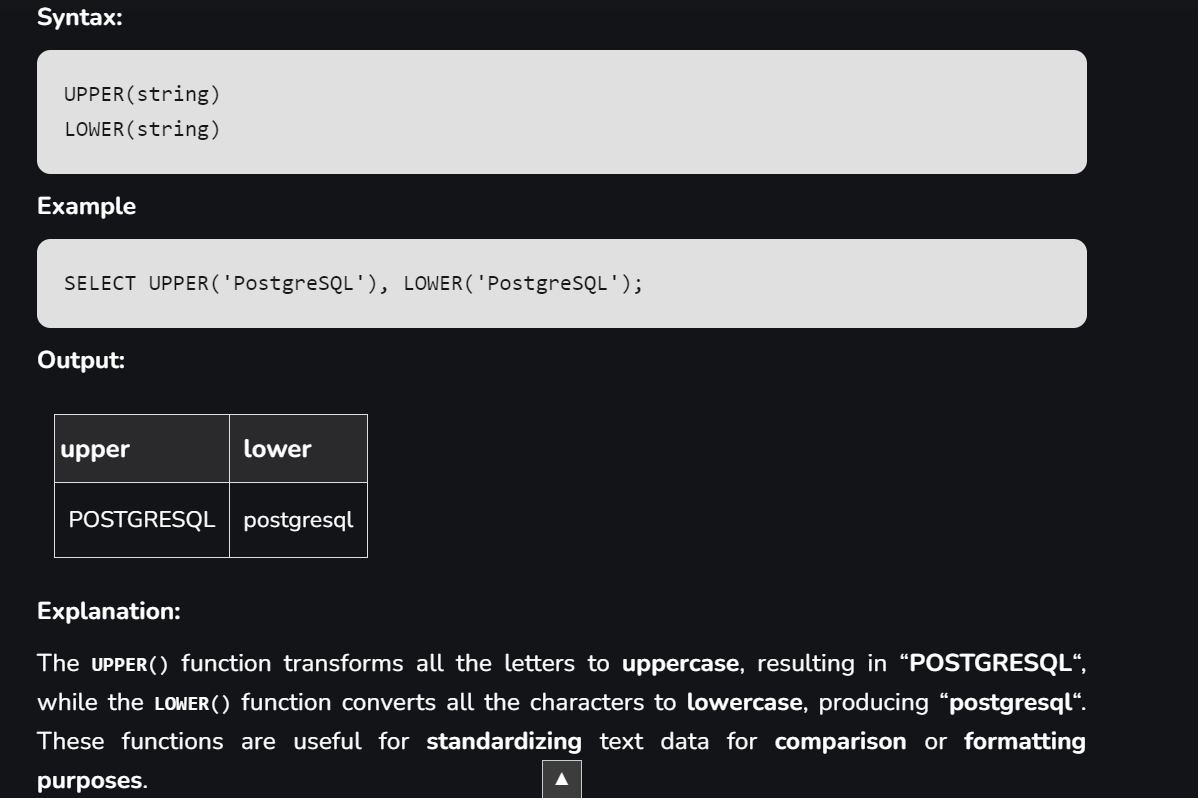 Syntax:
UPPER(string)
LOWER(string)
Example
SELECT UPPER('PostgreSQL'), LOWER('PostgreSQL');
Output:
upper lower
POSTGRESQL postgresql
Explanation:
The UPPER() function transforms all the letters to uppercase, resulting in “POSTGRESQL“,
while the LOWER() function converts all the characters to lowercase, producing “postgresql“.
These functions are useful for standardizing text data for comparison or formatting
purposes.